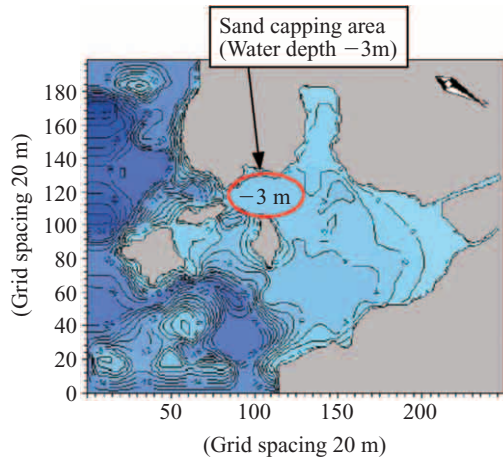 Sand capping area
(Water depth −3m)
−3 m
(Grid spacing 20 m)
180
160
140
120
100
80
60
40
20
0
50 100 150 200
(Grid spacing 20 m)